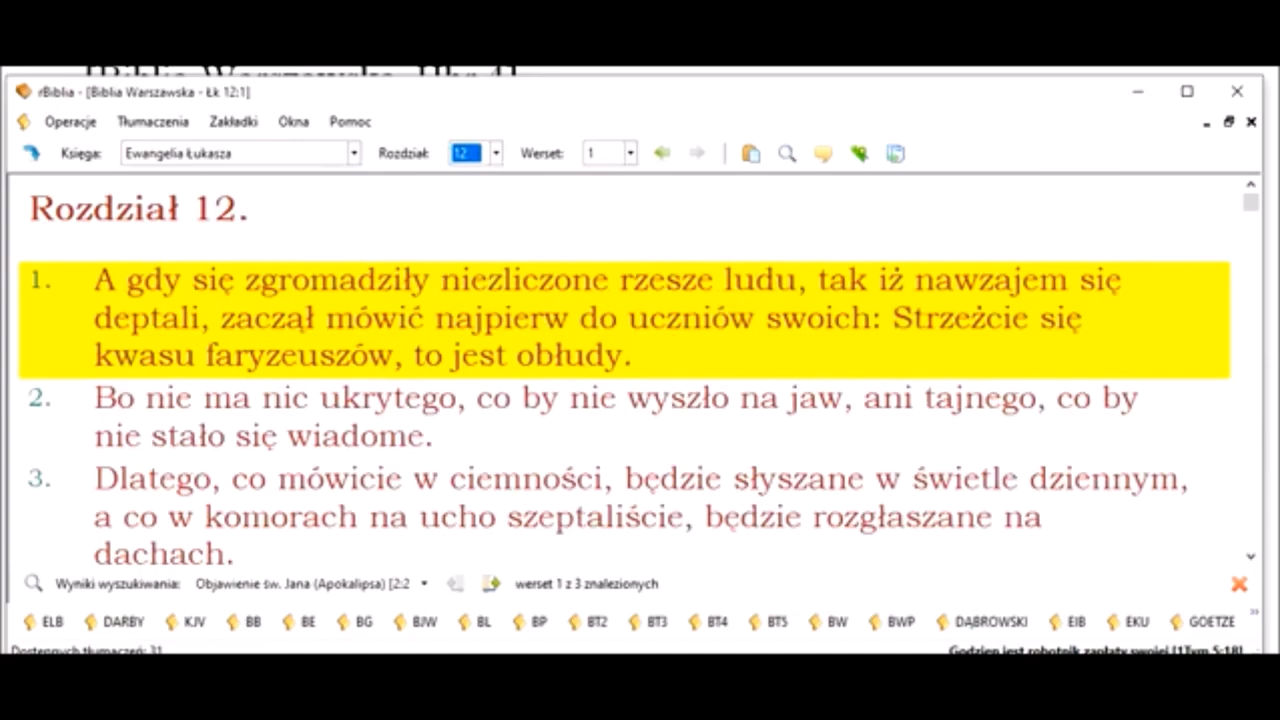 rBiblia - [Biblia Warszawska - Łk 12:1]
Operacje Tłumaczenia Zakładki Okna Pomoc
Księga: Ewangelia Łukasza Rozdział: 12 Werset: 1
Rozdział 12.
1. A gdy się zgromadziły niezliczone rzesze ludu, tak iż nawzajem się
deptali, zaczął mówić najpierw do uczniów swoich: Strzeżcie się
kwasu faryzeuszów, to jest obłudy.
2. Bo nie ma nic ukrytego, co by nie wyszło na jaw, ani tajnego, co by
nie stało się wiadome.
3. Dlatego, co mówicie w ciemności, będzie słyszane w świetle dziennym,
a co w komorach na ucho szeptaliście, będzie rozgłaszane na
dachach.
Wyniki wyszukiwania: Objawienie św. Jana (Apokalipsa) [2:2 werset 1 z 3 znalezionych
ELB DARBY KJV BB BE BG BJW BL BP BT2 BT3 BT4 BT5 BW BWP DĄBROWSKI EIB EKU GOETZE
Dostępnych tłumaczeń: 31 Godzien jest robotnik zapłaty swojej [1Tym 5:18]